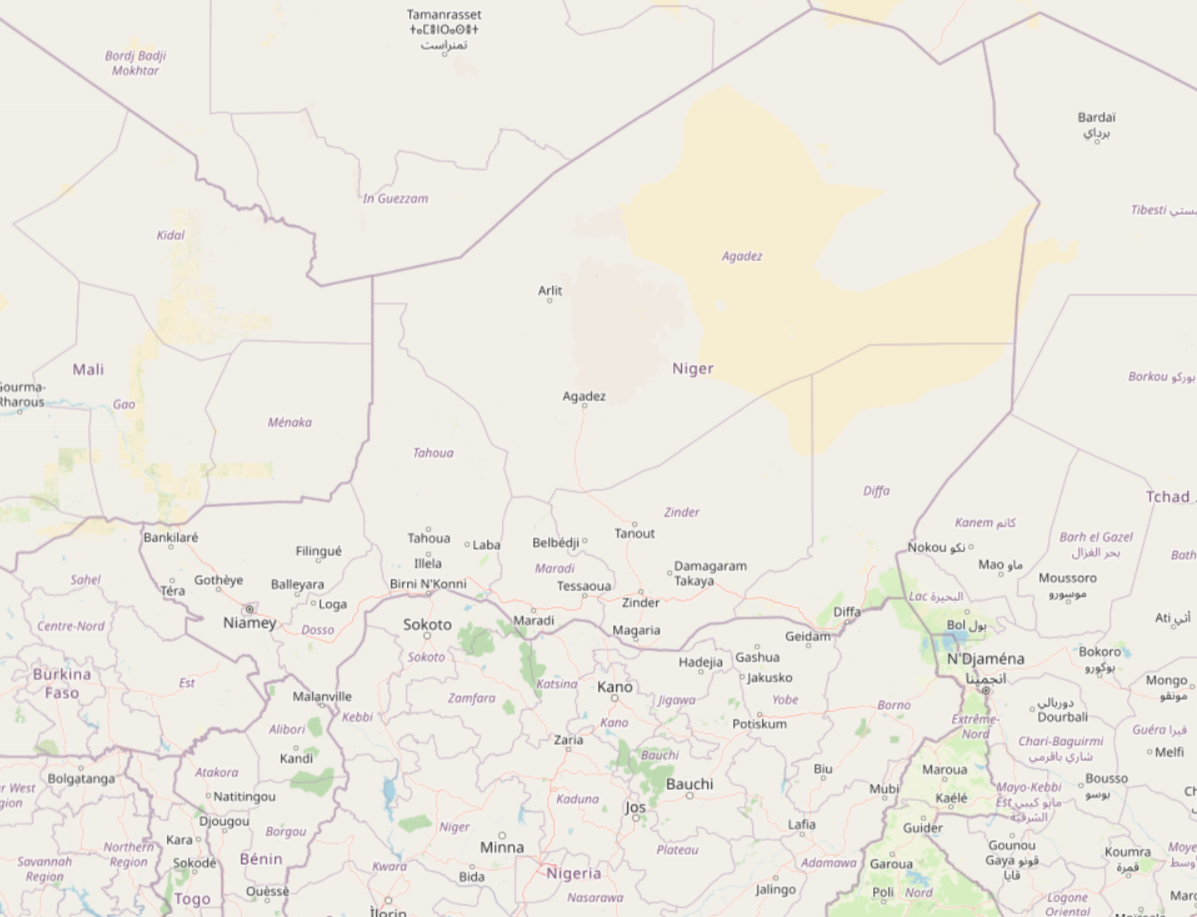 Tamanrasset
ⵜⴰⵎⵏⵔⴰⵙⵜ
تمنراست
Bordj Badji
Mokhtar
Bardaï
برداي
In Guezzam
Tibesti تيبستي
Kidal
Agadez
Arlit
Mali
Niger
Gourma-
Rharous
Gao
Agadez
Borkou بوركو
Ménaka
Tahoua
Diffa
Tchad
Zinder
Kanem كانم
Bankilaré
Tahoua
Laba
Belbédji
Tanout
Barh el Gazel
بحر الغزال
Nokou نكو
Filingué
Illela
Maradi
Damagaram
Takaya
Mao ماو
Sahel
Téra
Gothèye
Balleyara
Birni N'Konni
Tessaoua
Moussoro
موسورو
Loga
Zinder
Lac البحيرة
Niamey
Dosso
Sokoto
Maradi
Magaria
Diffa
Geidam
Bol بول
Ati أتي
Centre-Nord
Sokoto
Hadejia
Gashua
Jakusko
N'Djaména
انجمينا
Bokoro
بوكورو
Burkina
Faso
Est
Malanville
Kebbi
Zamfara
Katsina
Kano
Jigawa
Yobe
Borno
Mongo
مونقو
Alibori
Kano
Potiskum
Extrême-
Nord
دوربالي
Dourbali
Guéra قيرا
Kandi
Zaria
Bauchi
Chari-Baguirmi
شاري باقرمي
Melfi
Bolgatanga
Atakora
Natitingou
Kaduna
Bauchi
Biu
Maroua
Mubi
Kaélé
Mayo-Kebbi
Est مايو كيبي
الشرقية
Bousso
بوسو
Jos
Djougou
Borgou
Niger
Lafia
Guider
Kara
Northern
Region
Minna
Plateau
Gounou
Gaya قونو
قايا
Koumra
قمرة
Savannah
Region
Sokodé
Bénin
Kwara
Bida
Nigeria
Adamawa
Garoua
Togo
Ouèssè
Ilorin
Nasarawa
Jalingo
Poli
Nord
Logone
Oriental